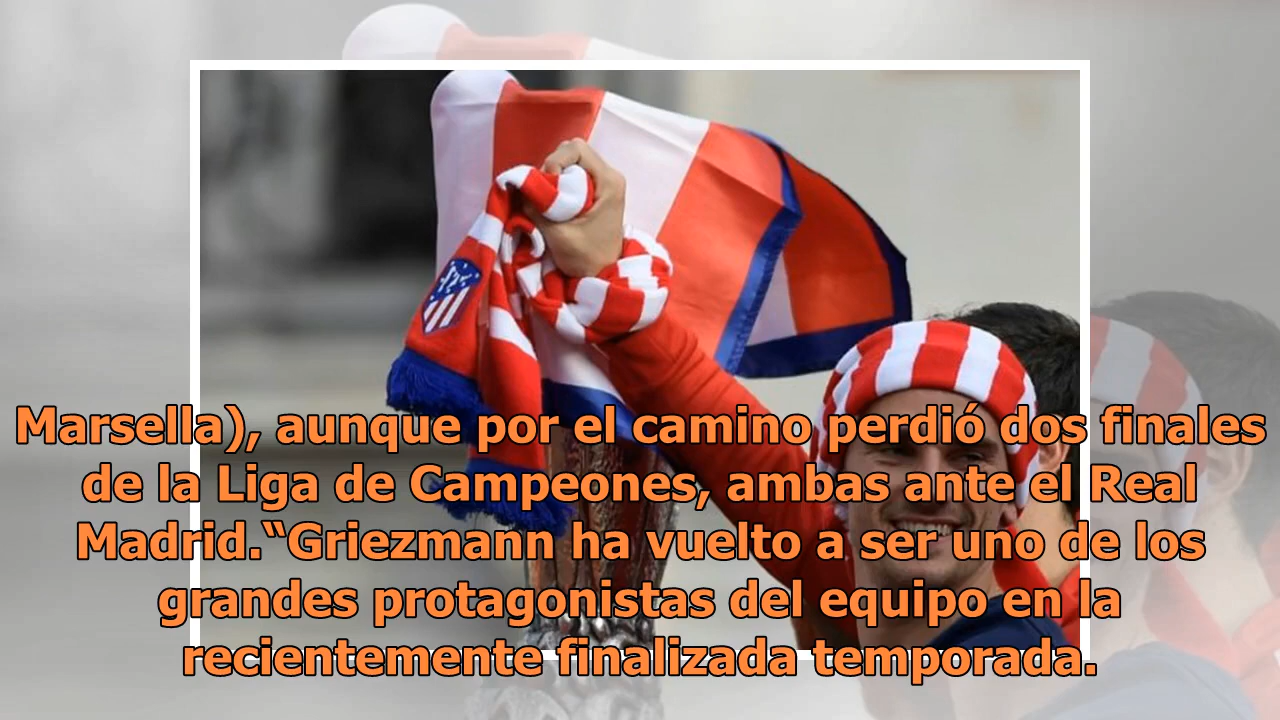 Marsella), aunque por el camino perdió dos finales
de la Liga de Campeones, ambas ante el Real
Madrid.“Griezmann ha vuelto a ser uno de los
grandes protagonistas del equipo en la
recientemente finalizada temporada.